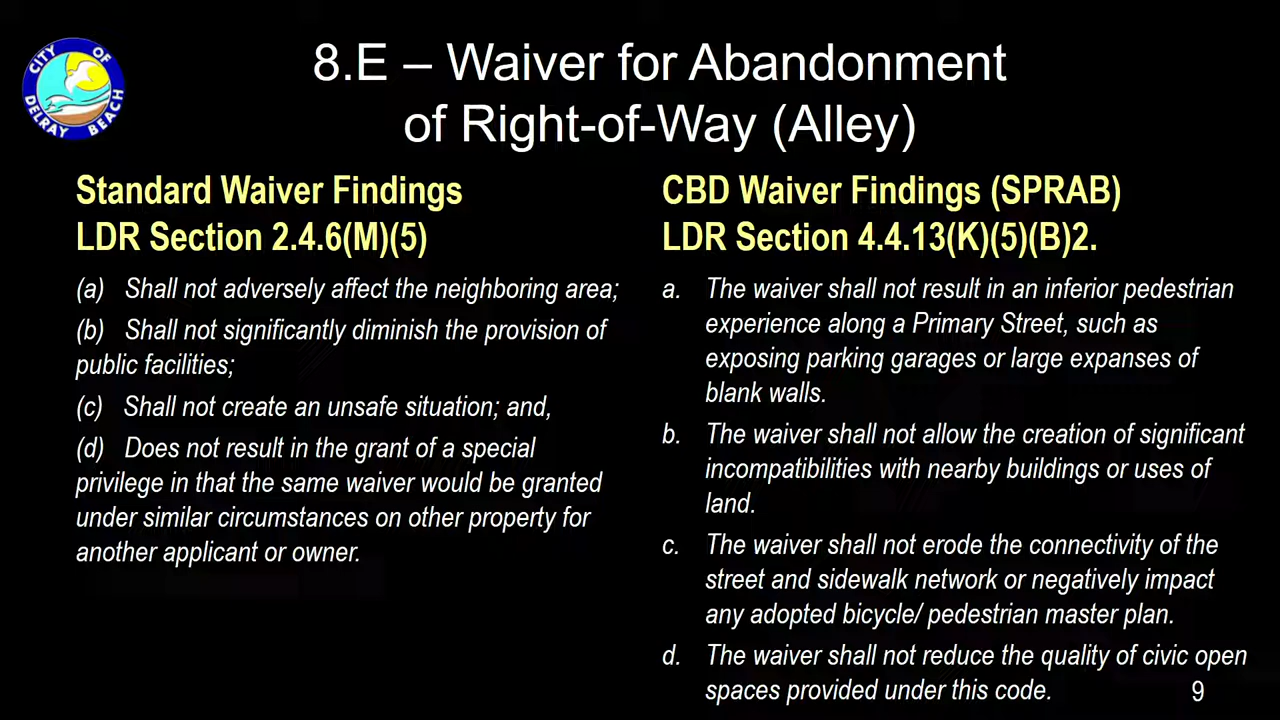 CITY OF
DELRAY BEACH
8.E – Waiver for Abandonment
of Right-of-Way (Alley)
Standard Waiver Findings
LDR Section 2.4.6(M)(5)
(a) Shall not adversely affect the neighboring area;
(b) Shall not significantly diminish the provision of
public facilities;
(c) Shall not create an unsafe situation; and,
(d) Does not result in the grant of a special
privilege in that the same waiver would be granted
under similar circumstances on other property for
another applicant or owner.
CBD Waiver Findings (SPRAB)
LDR Section 4.4.13(K)(5)(B)2.
a. The waiver shall not result in an inferior pedestrian
experience along a Primary Street, such as
exposing parking garages or large expanses of
blank walls.
b. The waiver shall not allow the creation of significant
incompatibilities with nearby buildings or uses of
land.
c. The waiver shall not erode the connectivity of the
street and sidewalk network or negatively impact
any adopted bicycle/ pedestrian master plan.
d. The waiver shall not reduce the quality of civic open
spaces provided under this code.
9